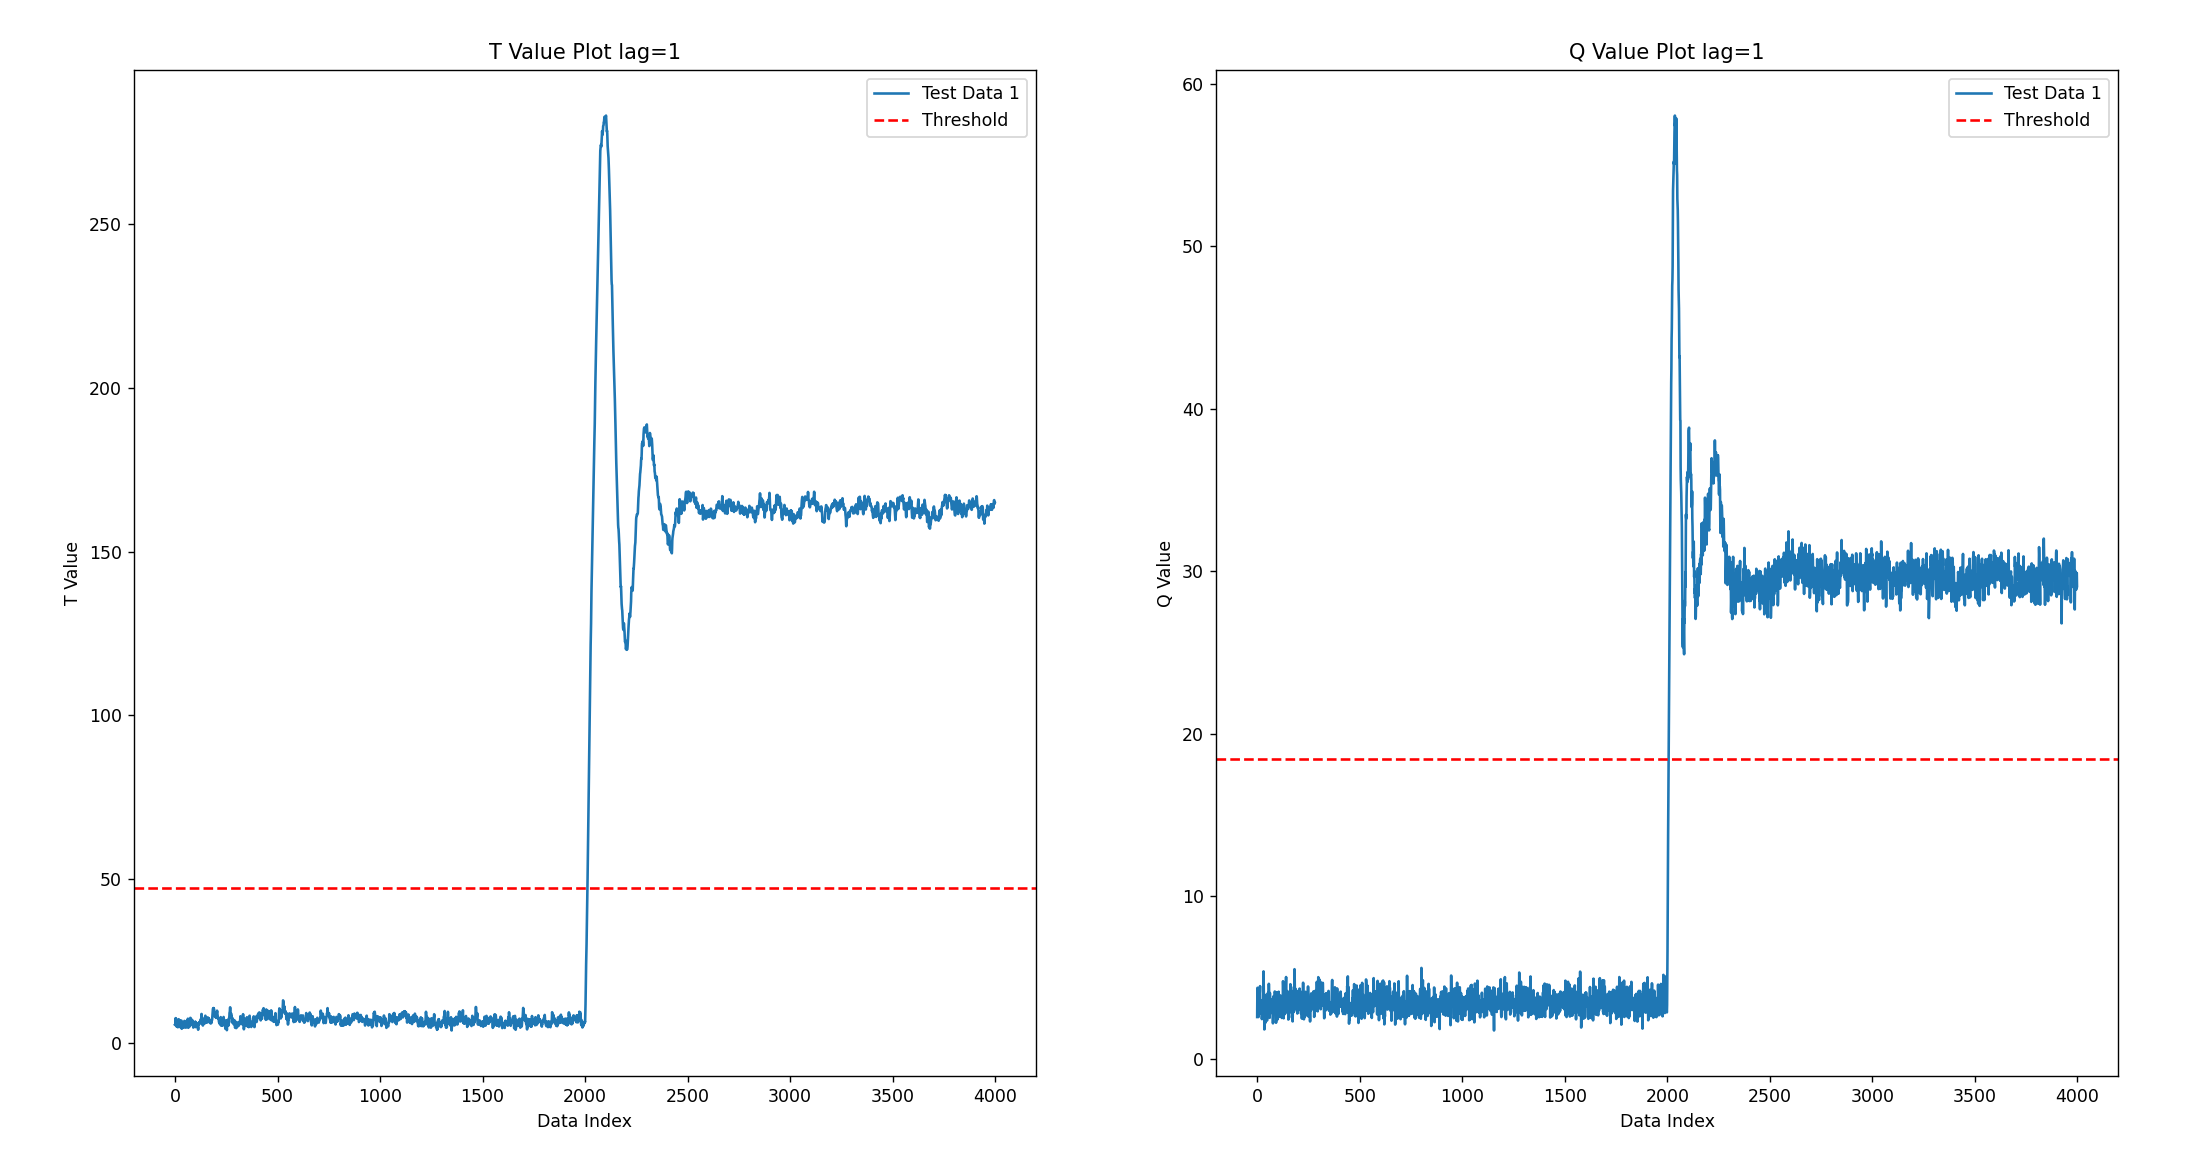 T Value Plot lag=1
Test Data 1
Threshold
250
200
150
100
50
0
T Value
0 500 1000 1500 2000 2500 3000 3500 4000
Data Index
Q Value Plot lag=1
Test Data 1
Threshold
60
50
40
30
20
10
0
Q Value
0 500 1000 1500 2000 2500 3000 3500 4000
Data Index